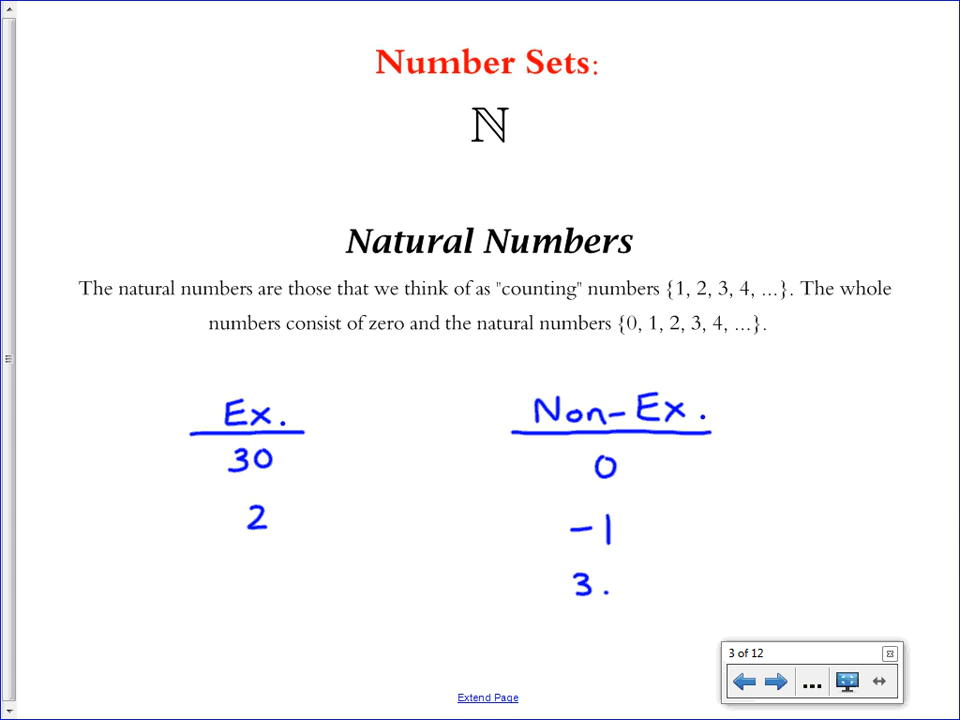 Number Sets:
ℕ
Natural Numbers
The natural numbers are those that we think of as "counting" numbers {1, 2, 3, 4, ...}. The whole
numbers consist of zero and the natural numbers {0, 1, 2, 3, 4, ...}.
Ex. Non-Ex.
30 0
2 -1
3.
3 of 12
...
Extend Page